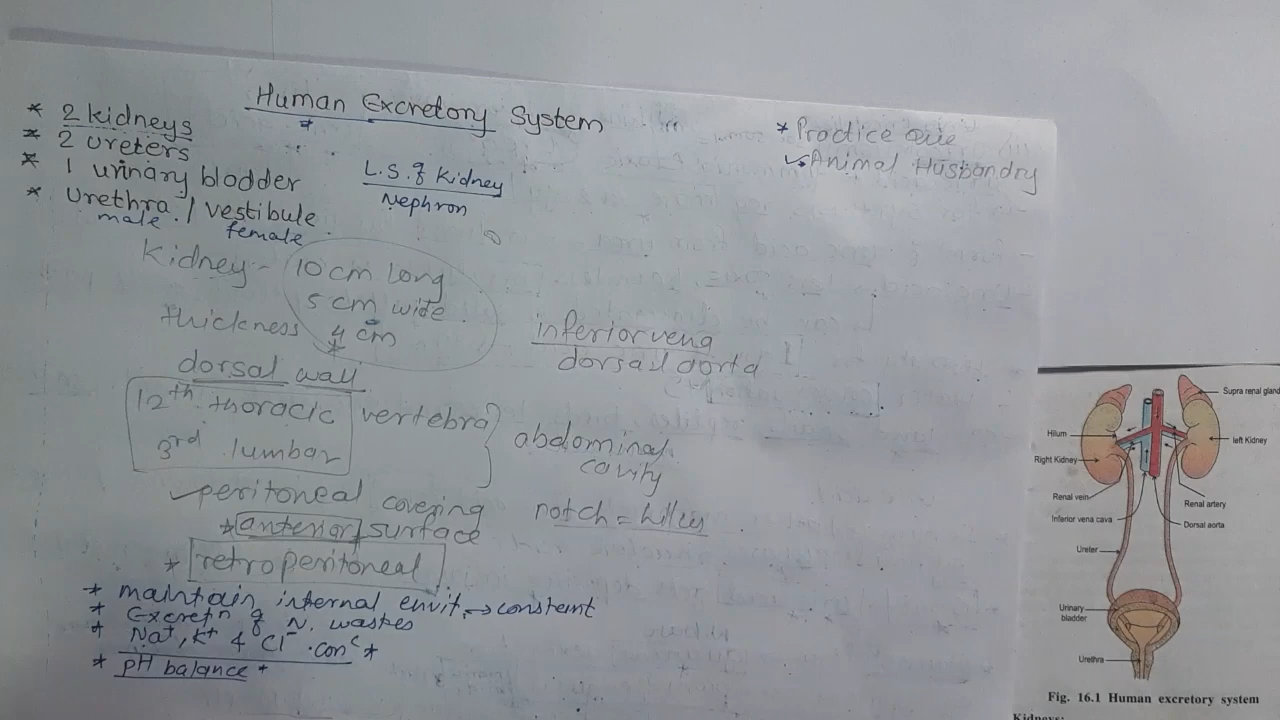 Human Excretory System
* 2 kidneys
* 2 ureters
* 1 urinary bladder
* Urethra / vestibule
male female
L.S. of kidney
Nephron
* Practice Que
Animal Husbandry
Kidney - 10 cm long
5 cm wide
thickness 4 cm
dorsal wall
12th thoracic vertebra
3rd lumbar
abdominal
cavity
inferior vena
dorsal aorta
peritoneal covering
* anterior surface
notch = hilus
* retroperitoneal
* maintain internal envit. → constant
* Excretn of N. wastes
* Na+, K+ & Cl- conc *
* pH balance *
Supra renal gland
Hilum
left Kidney
Right Kidney
Renal vein
Renal artery
Inferior vena cava
Dorsal aorta
Ureter
Urinary
bladder
Urethra
Fig. 16.1 Human excretory system
Kidneys: